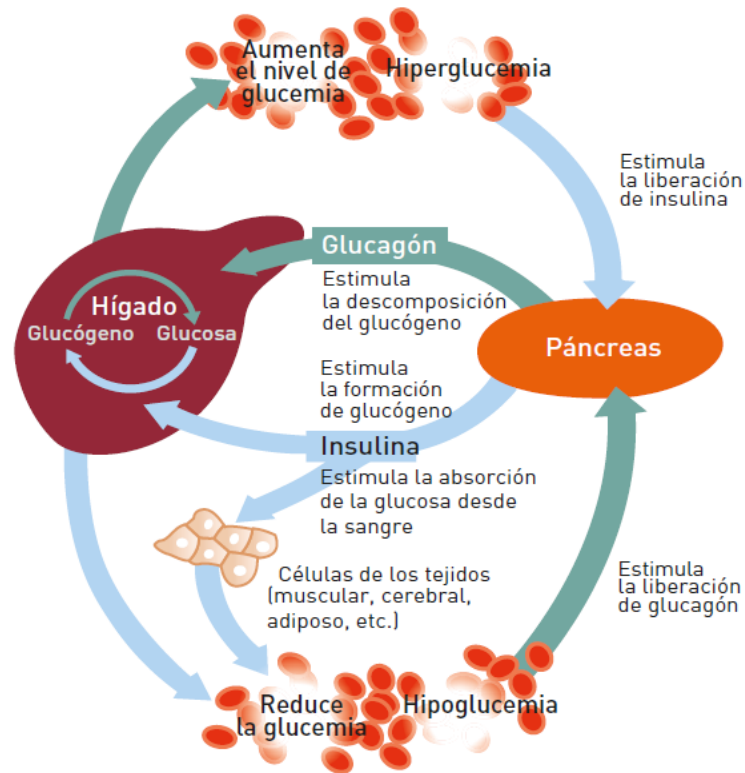 Aumenta
el nivel de
glucemia
Hiperglucemia
Estimula
la liberación
de insulina
Glucagón
Estimula
la descomposición
del glucógeno
Hígado
Glucógeno
Glucosa
Páncreas
Estimula
la formación
de glucógeno
Insulina
Estimula la absorción
de la glucosa desde
la sangre
Células de los tejidos
(muscular, cerebral,
adiposo, etc.)
Estimula
la liberación
de glucagón
Reduce
la glucemia
Hipoglucemia